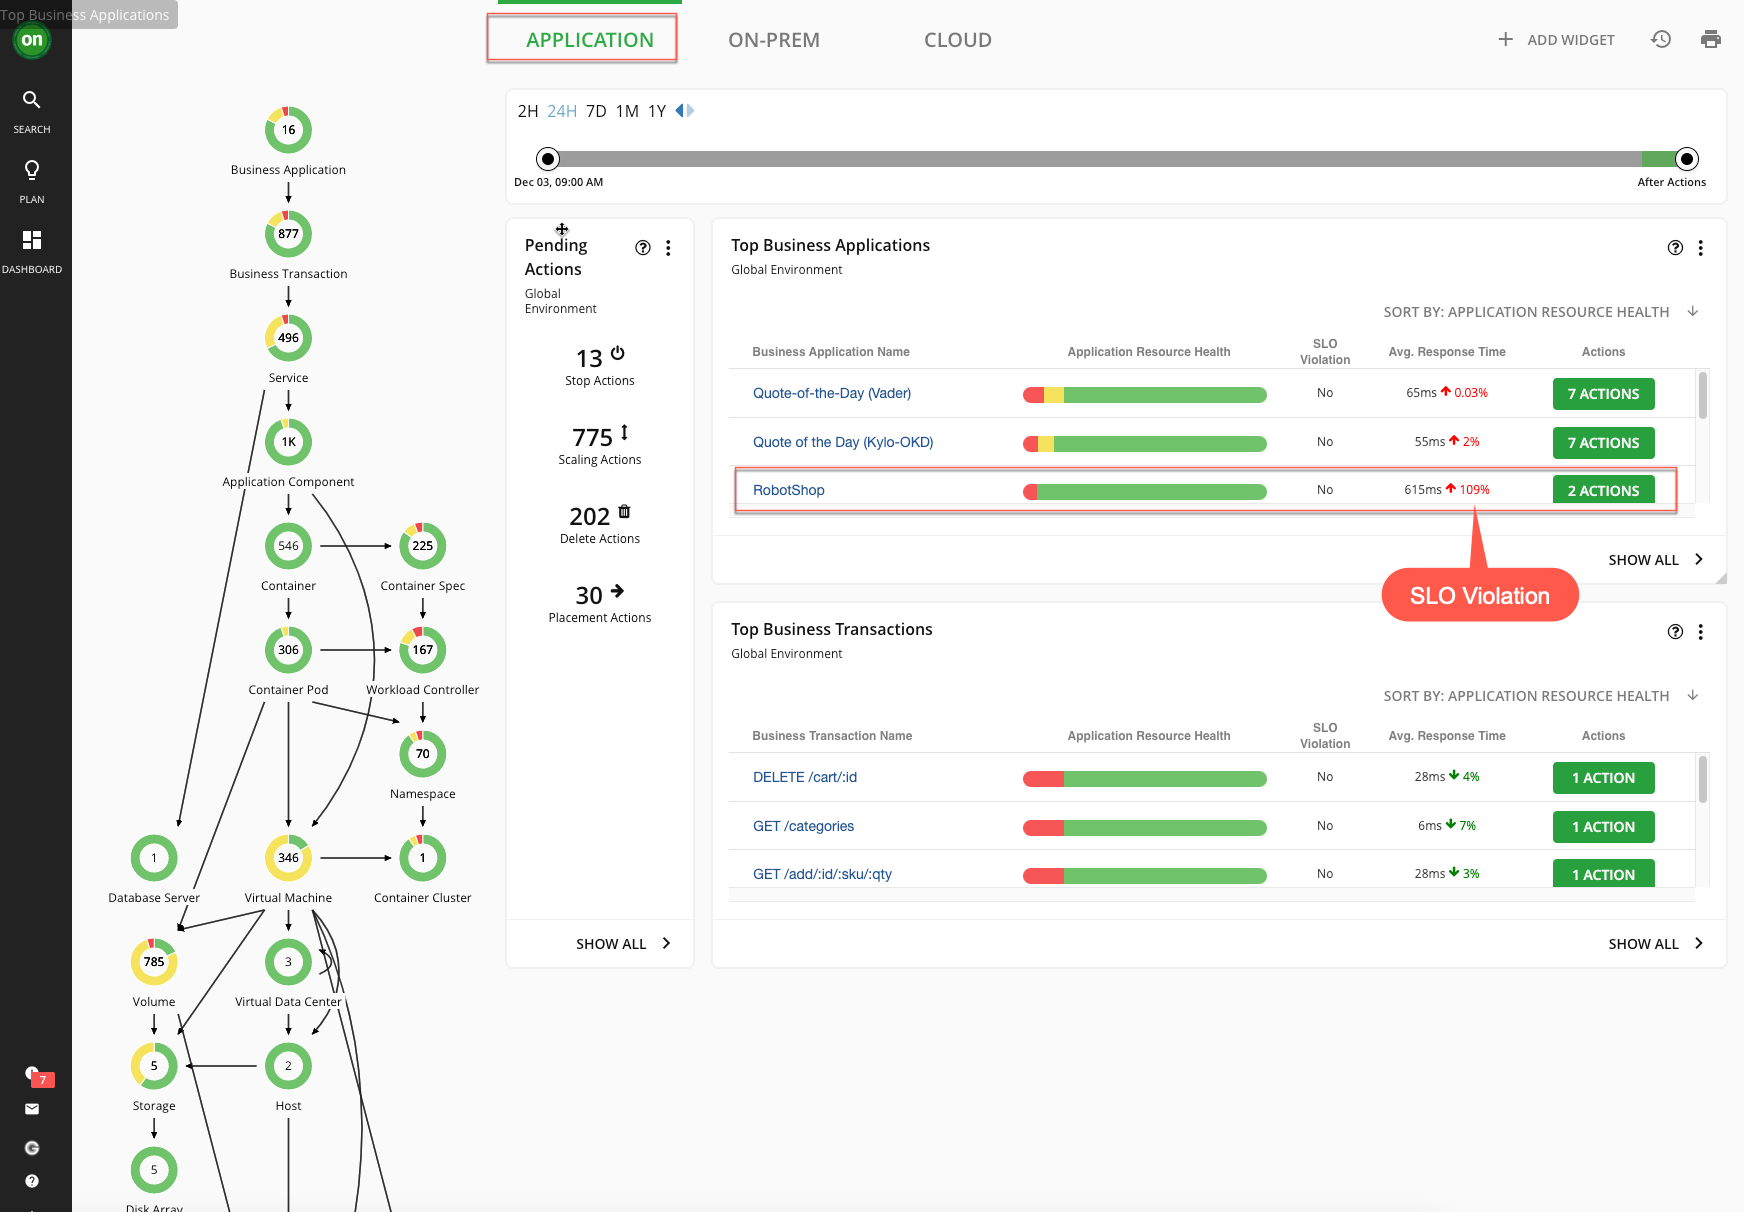 Top Business Applications
on
SEARCH
PLAN
DASHBOARD
7
APPLICATION
ON-PREM
CLOUD
ADD WIDGET
16
Business Application
877
Business Transaction
496
Service
1K
Application Component
546
Container
225
Container Spec
306
Container Pod
167
Workload Controller
70
Namespace
1
Database Server
346
Virtual Machine
1
Container Cluster
785
Volume
3
Virtual Data Center
5
Storage
2
Host
5
Disk Array
2H 24H 7D 1M 1Y
Dec 03, 09:00 AM
After Actions
Pending
Actions
Global
Environment
13
Stop Actions
775
Scaling Actions
202
Delete Actions
30
Placement Actions
SHOW ALL
Top Business Applications
Global Environment
SORT BY: APPLICATION RESOURCE HEALTH
Business Application Name Application Resource Health SLO Violation Avg. Response Time Actions
Quote-of-the-Day (Vader) No 65ms 0.03% 7 ACTIONS
Quote of the Day (Kylo-OKD) No 55ms 2% 7 ACTIONS
RobotShop No 615ms 109% 2 ACTIONS
SHOW ALL
SLO Violation
Top Business Transactions
Global Environment
SORT BY: APPLICATION RESOURCE HEALTH
Business Transaction Name Application Resource Health SLO Violation Avg. Response Time Actions
DELETE /cart/:id No 28ms 4% 1 ACTION
GET /categories No 6ms 7% 1 ACTION
GET /add/:id/:sku/:qty No 28ms 3% 1 ACTION
SHOW ALL